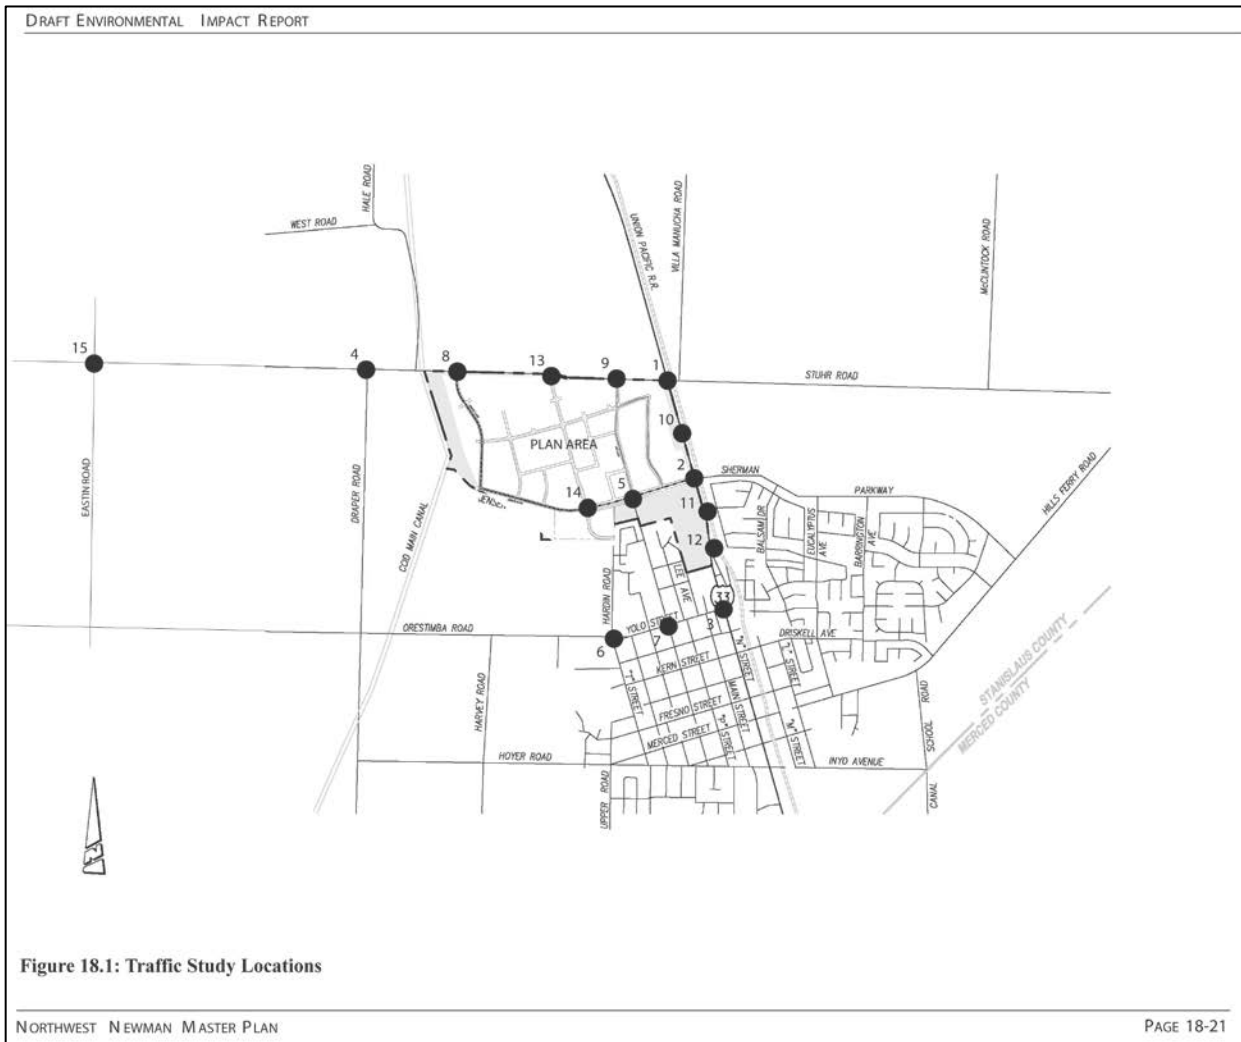 DRAFT ENVIRONMENTAL IMPACT REPORT
HALE ROAD
WEST ROAD
UNION PACIFIC R.R.
VILLA MANUCHA ROAD
McCLINTOCK ROAD
15
4
8
13
9
1
STUHR ROAD
10
PLAN AREA
2
SHERMAN
PARKWAY
HILLS FERRY ROAD
EASTIN ROAD
DRAPER ROAD
CCID MAIN CANAL
14
5
11
12
BALSAM DR
EUCALYPTUS
AVE
BARRINGTON
AVE
HARDIN ROAD
LEE
AVE
33
3
ORESTIMBA ROAD
6
YOLO STREET
7
DRISKELL AVE
KERN STREET
"N" STREET
"L" STREET
"T" STREET
HARVEY ROAD
FRESNO STREET
MAIN STREET
MERCED STREET
"P" STREET
"M" STREET
SCHOOL ROAD
STANISLAUS COUNTY
MERCED COUNTY
HOYER ROAD
INYO AVENUE
UPPER ROAD
CANAL
Figure 18.1: Traffic Study Locations
NORTHWEST NEWMAN MASTER PLAN
PAGE 18-21